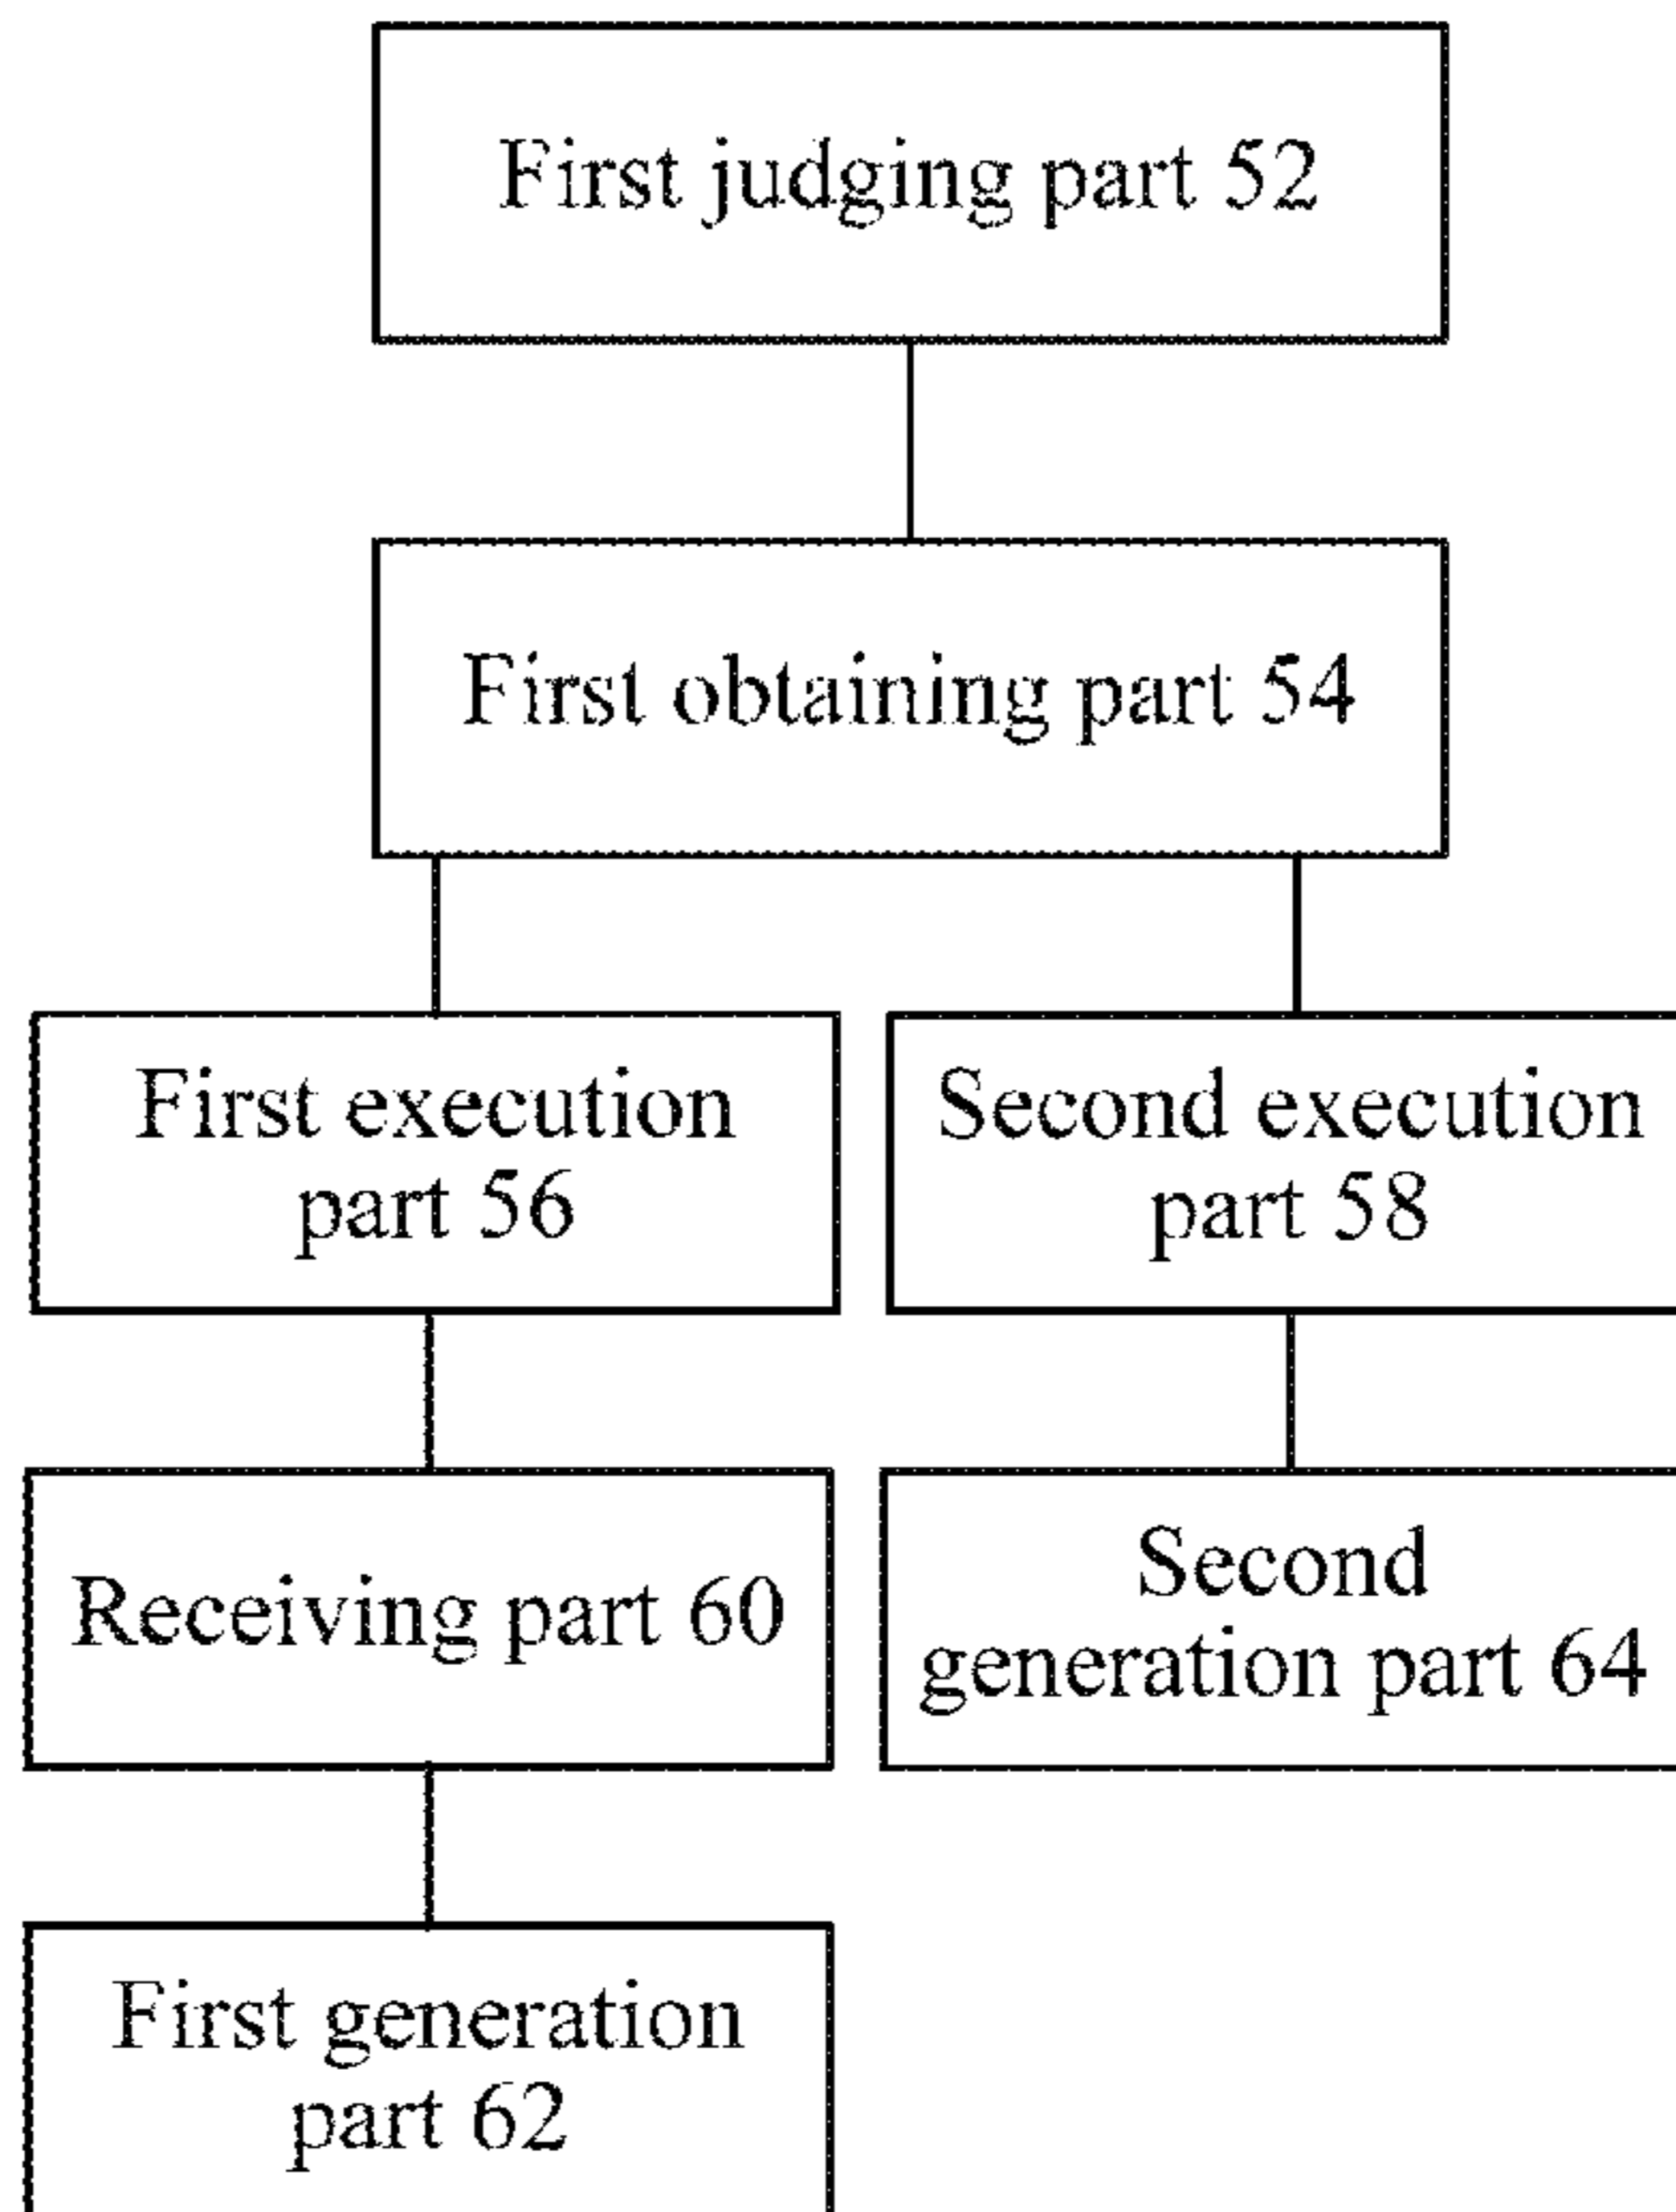 First judging part 52
First obtaining part 54
First execution
part 56
Second execution
part 58
Receiving part 60
Second
generation part 64
First generation
part 62